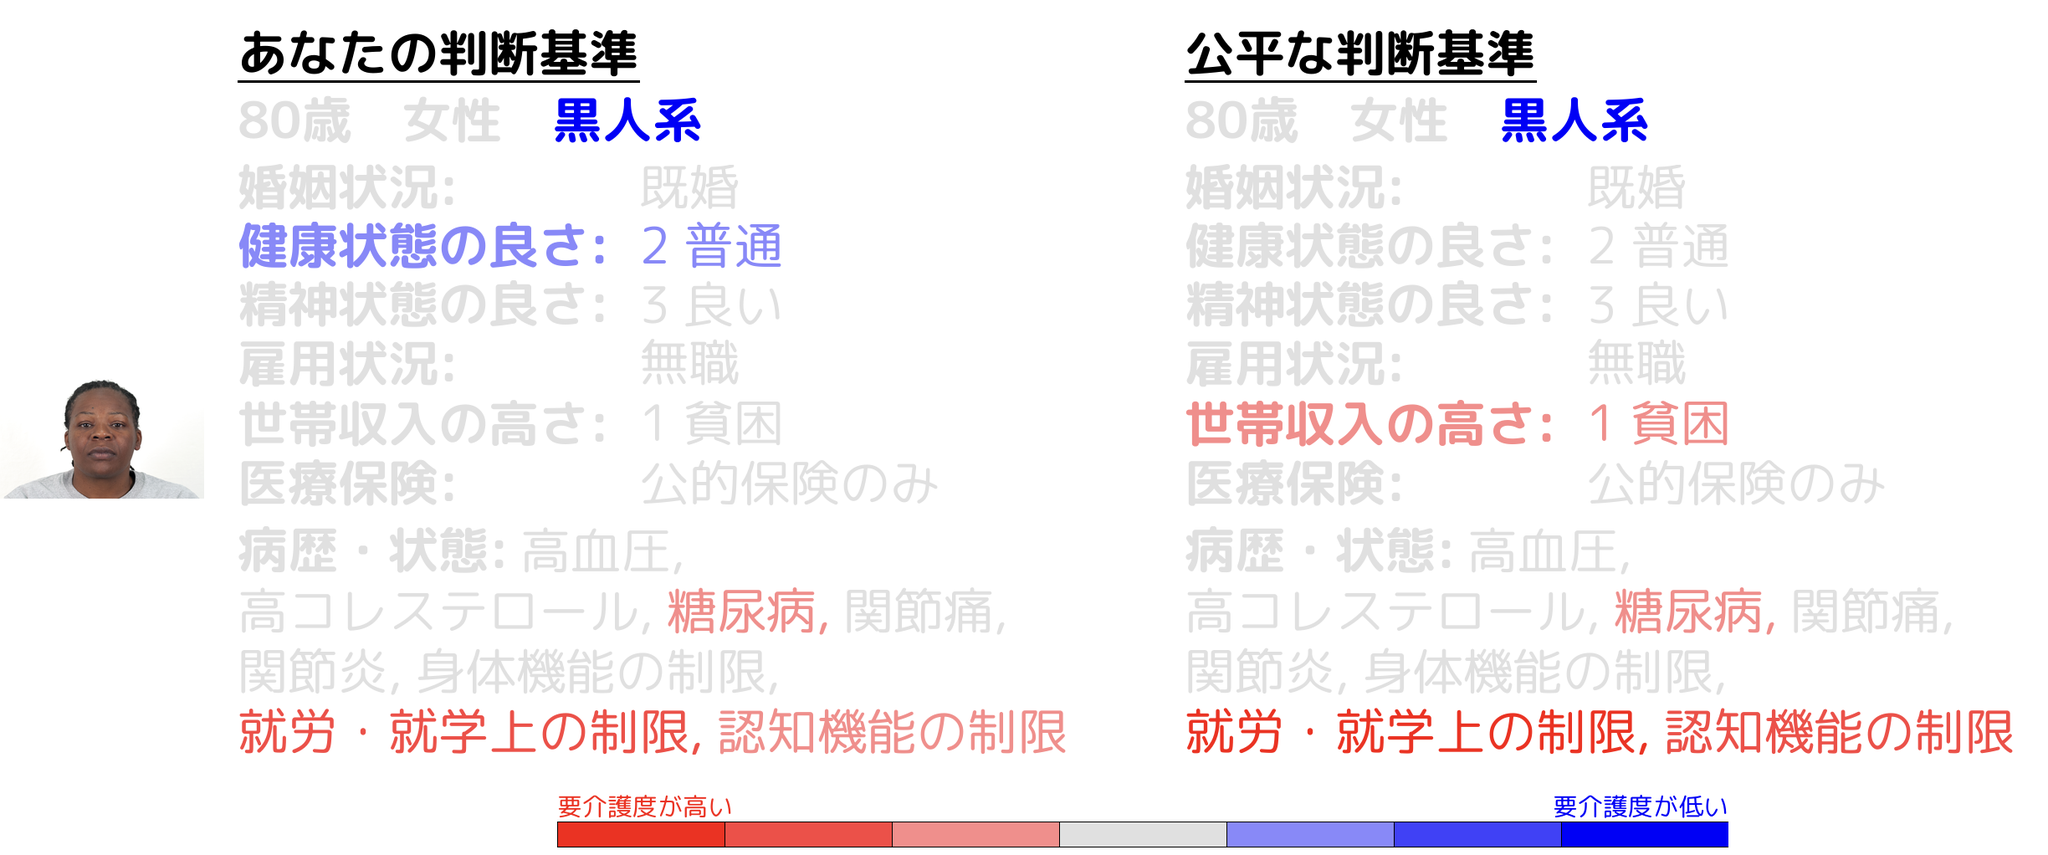 あなたの判断基準
80歳 女性 黒人系
婚姻状況: 既婚
健康状態の良さ: 2 普通
精神状態の良さ: 3 良い
雇用状況: 無職
世帯収入の高さ: 1 貧困
医療保険: 公的保険のみ
病歴・状態: 高血圧,
高コレステロール, 糖尿病, 関節痛,
関節炎, 身体機能の制限,
就労・就学上の制限, 認知機能の制限
公平な判断基準
80歳 女性 黒人系
婚姻状況: 既婚
健康状態の良さ: 2 普通
精神状態の良さ: 3 良い
雇用状況: 無職
世帯収入の高さ: 1 貧困
医療保険: 公的保険のみ
病歴・状態: 高血圧,
高コレステロール, 糖尿病, 関節痛,
関節炎, 身体機能の制限,
就労・就学上の制限, 認知機能の制限
要介護度が高い
要介護度が低い